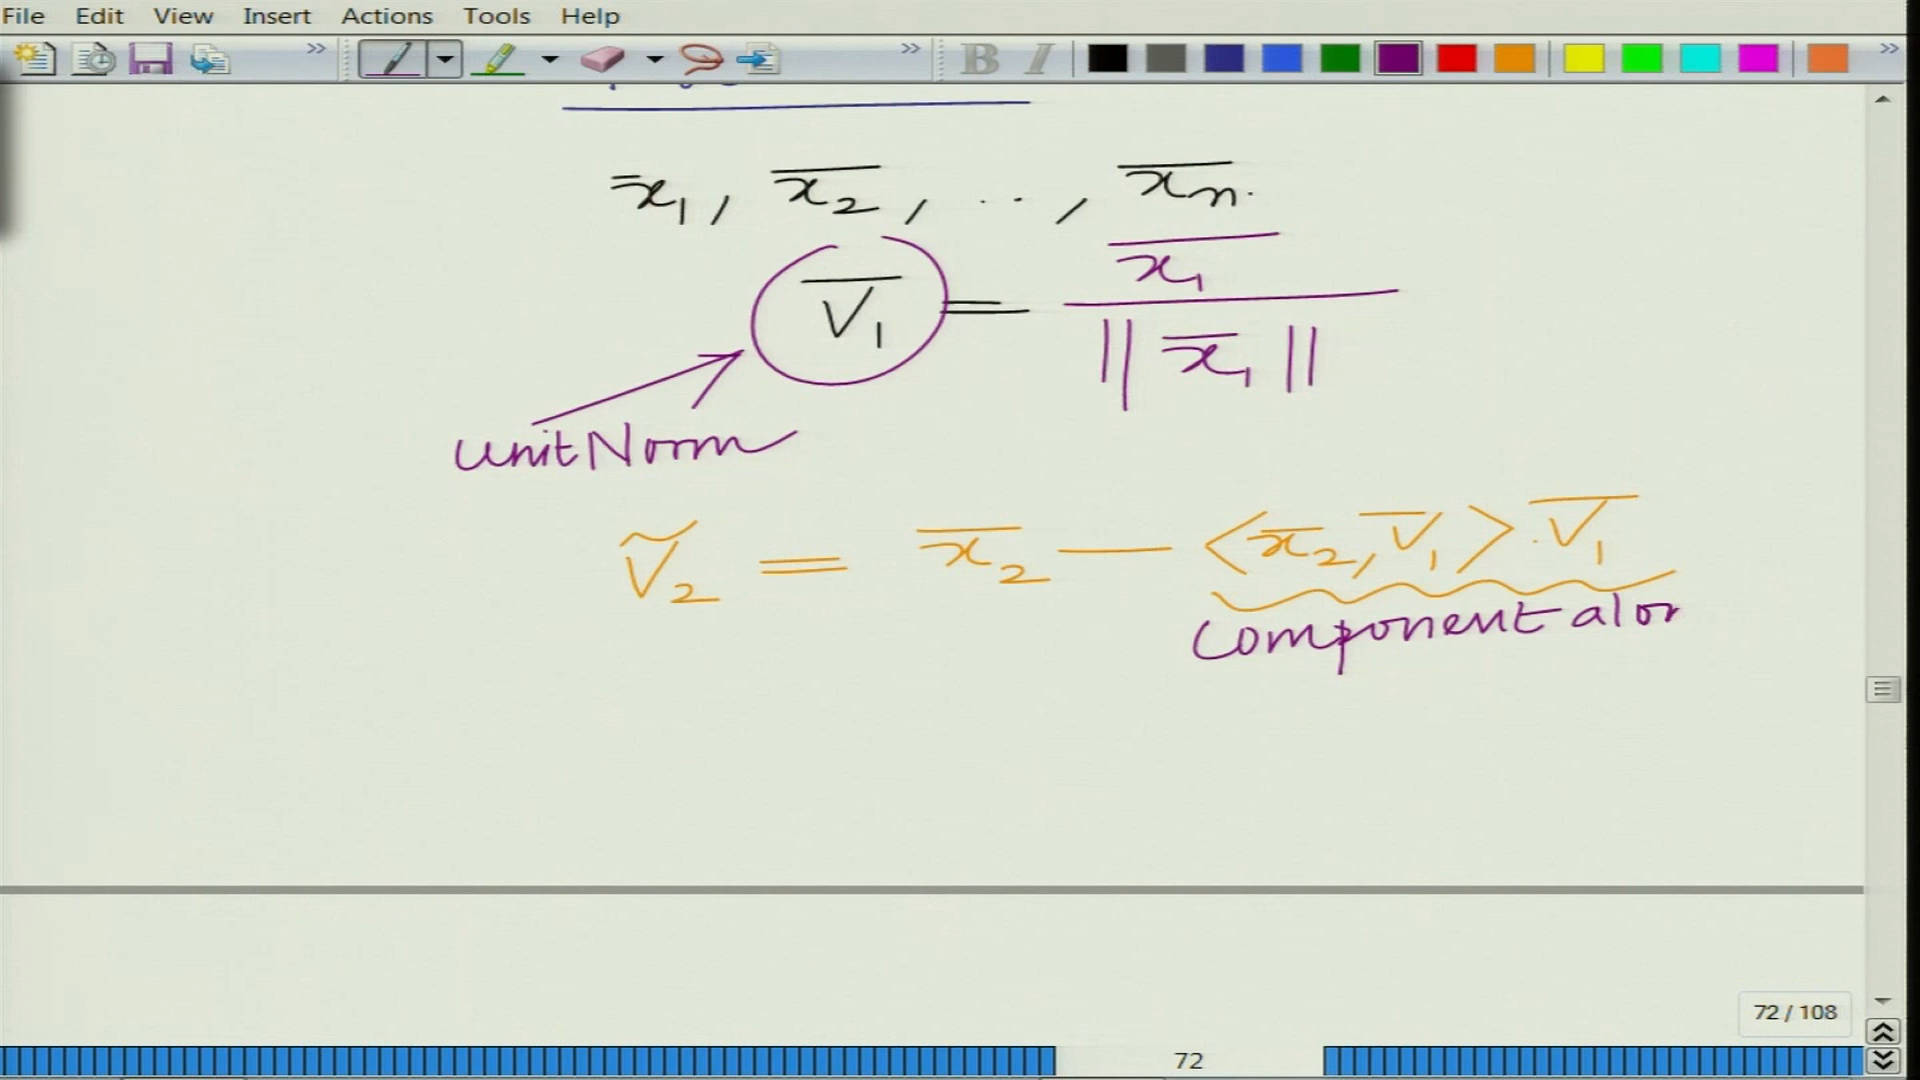 File Edit View Insert Actions Tools Help
B I
x̄₁, x̄₂, . . , x̄ₙ.
V̄₁ = x̄₁ / ||x̄₁||
unit Norm
Ṽ₂ = x̄₂ — <x̄₂, V̄₁> . V̄₁
component alon
72 / 108
72